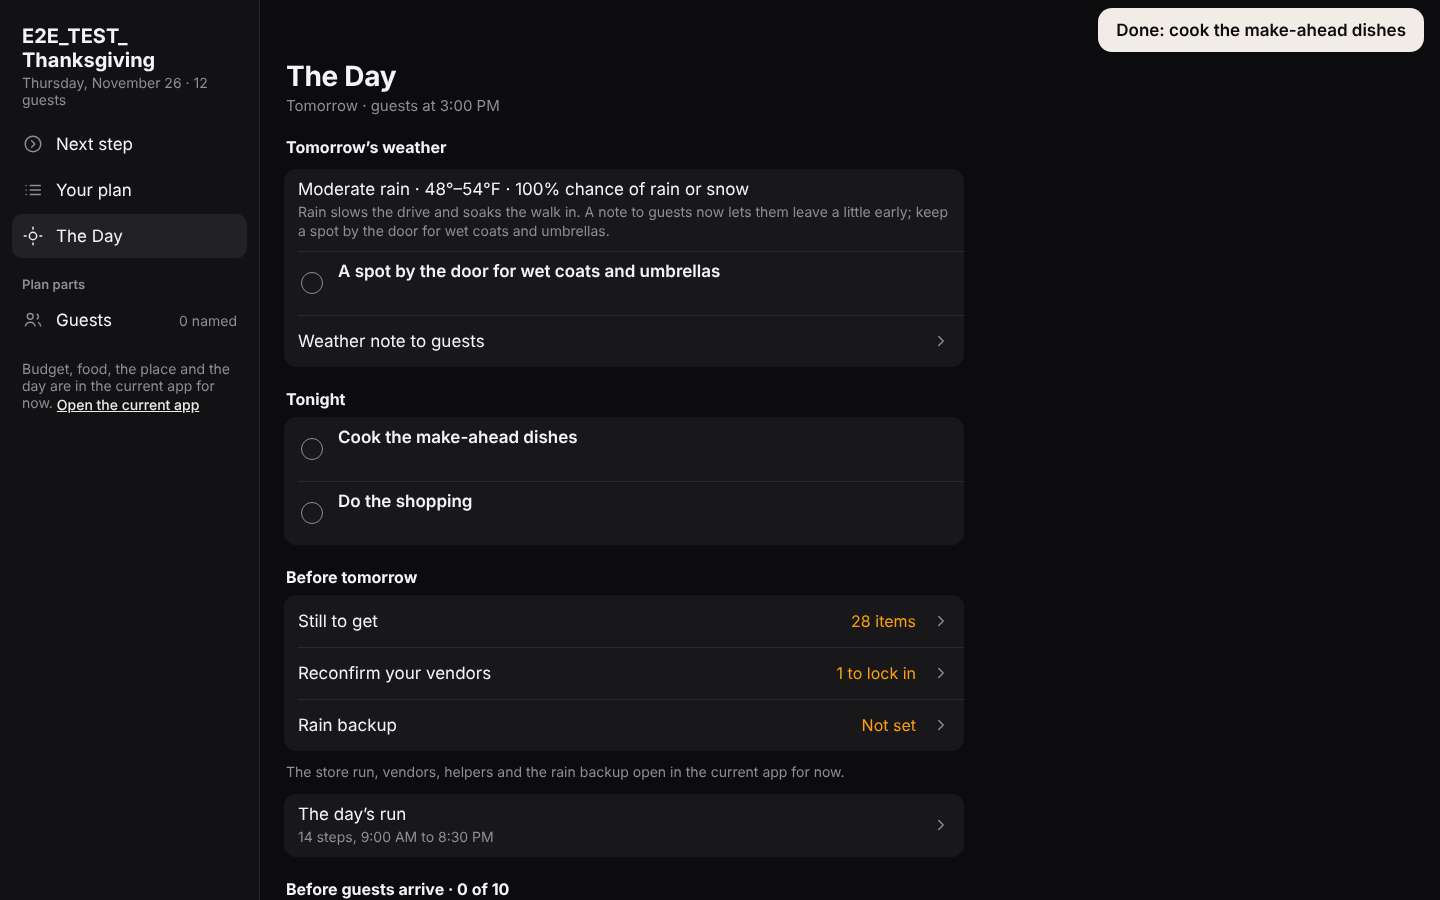 E2E_TEST_
Thanksgiving
Thursday, November 26 · 12
guests
Next step
Your plan
The Day
Plan parts
Guests
0 named
Budget, food, the place and the
day are in the current app for
now. Open the current app
Done: cook the make-ahead dishes
The Day
Tomorrow · guests at 3:00 PM
Tomorrow’s weather
Moderate rain · 48°–54°F · 100% chance of rain or snow
Rain slows the drive and soaks the walk in. A note to guests now lets them leave a little early; keep
a spot by the door for wet coats and umbrellas.
A spot by the door for wet coats and umbrellas
Weather note to guests
Tonight
Cook the make-ahead dishes
Do the shopping
Before tomorrow
Still to get
28 items
Reconfirm your vendors
1 to lock in
Rain backup
Not set
The store run, vendors, helpers and the rain backup open in the current app for now.
The day’s run
14 steps, 9:00 AM to 8:30 PM
Before guests arrive · 0 of 10